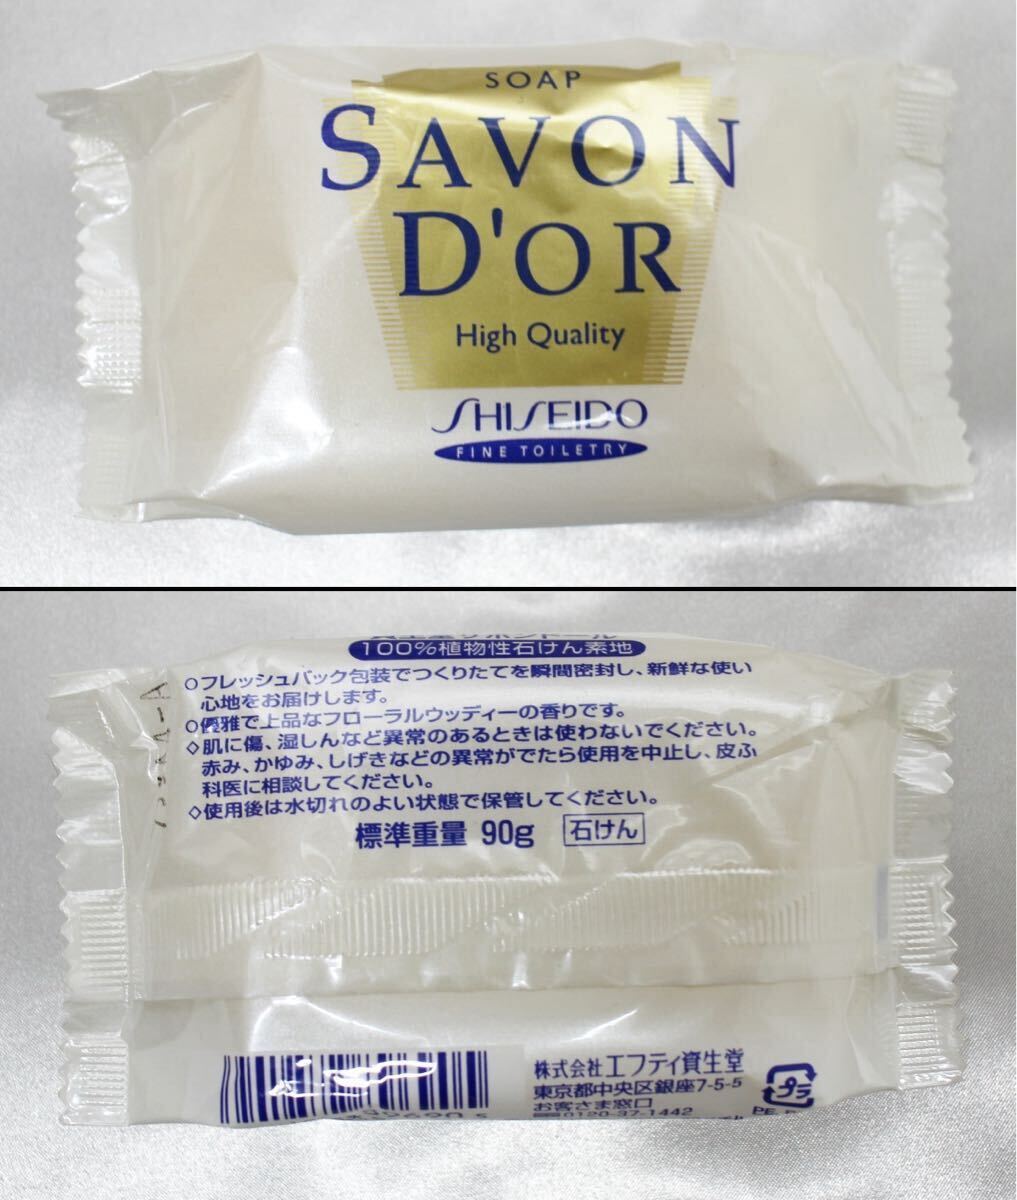 SOAP
SAVON
D'OR
High Quality
SHISEIDO
FINE TOILETRY
100%植物性石けん素地
○フレッシュパック包装でつくりたてを瞬間密封し、新鮮な使い
心地をお届けします。
○優雅で上品なフローラルウッディーの香りです。
◇肌に傷、湿しんなど異常のあるときは使わないでください。
赤み、かゆみ、しげきなどの異常がでたら使用を中止し、皮ふ
科医に相談してください。
◇使用後は水切れのよい状態で保管してください。
標準重量 90g 石けん
株式会社エフティ資生堂
東京都中央区銀座7-5-5
お客さま窓口
0120-37-1442
プラ